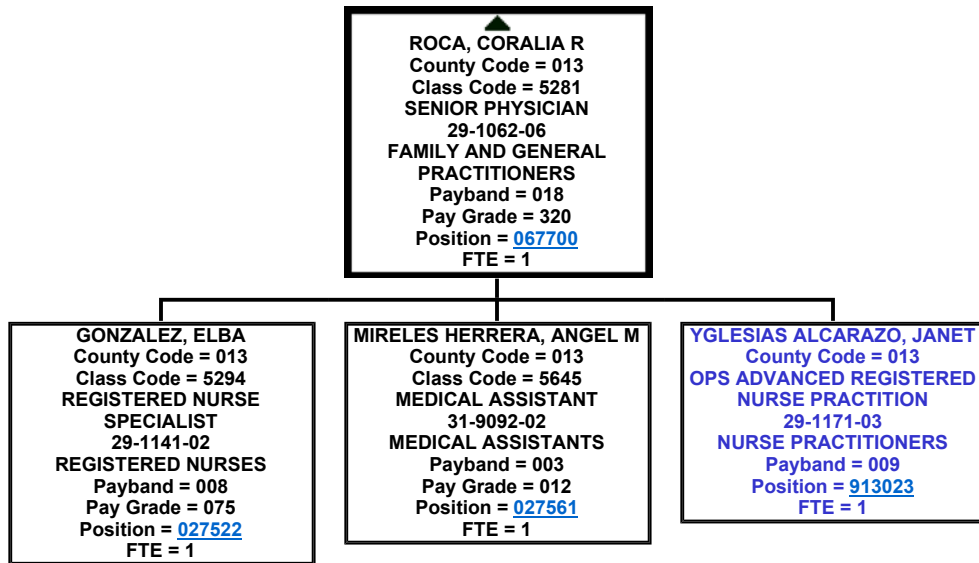 ROCA, CORALIA R
County Code = 013
Class Code = 5281
SENIOR PHYSICIAN
29-1062-06
FAMILY AND GENERAL
PRACTITIONERS
Payband = 018
Pay Grade = 320
Position = 067700
FTE = 1
GONZALEZ, ELBA
County Code = 013
Class Code = 5294
REGISTERED NURSE
SPECIALIST
29-1141-02
REGISTERED NURSES
Payband = 008
Pay Grade = 075
Position = 027522
FTE = 1
MIRELES HERRERA, ANGEL M
County Code = 013
Class Code = 5645
MEDICAL ASSISTANT
31-9092-02
MEDICAL ASSISTANTS
Payband = 003
Pay Grade = 012
Position = 027561
FTE = 1
YGLESIAS ALCARAZO, JANET
County Code = 013
OPS ADVANCED REGISTERED
NURSE PRACTITION
29-1171-03
NURSE PRACTITIONERS
Payband = 009
Position = 913023
FTE = 1